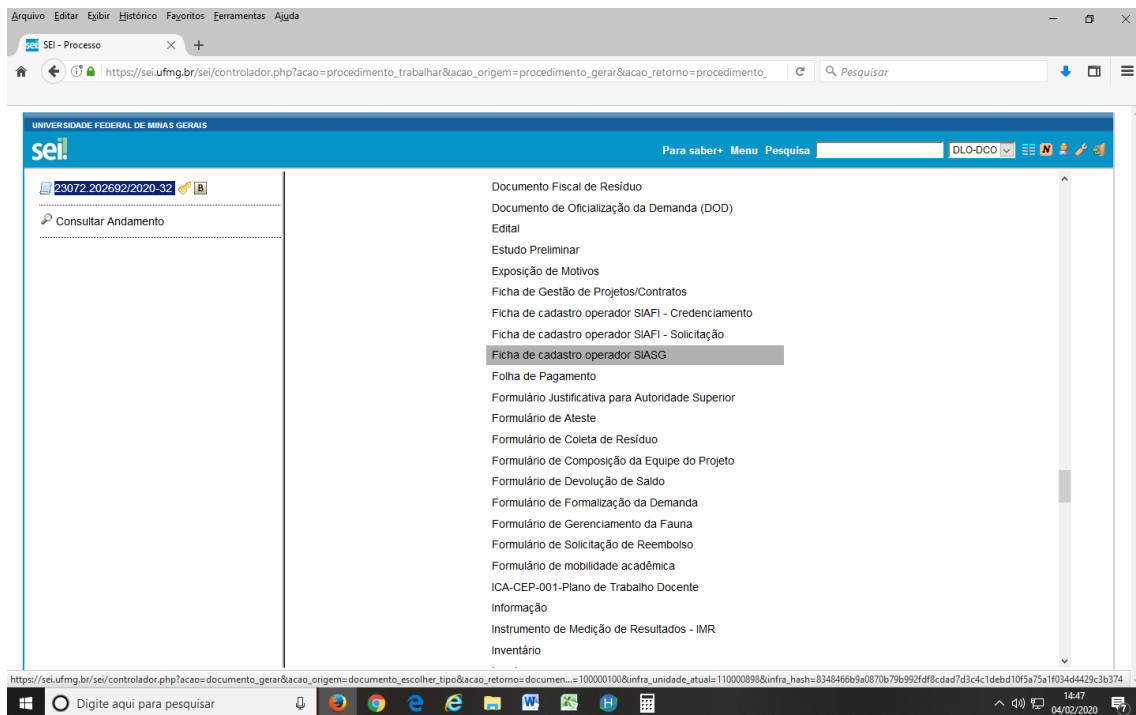 Arquivo Editar Exibir Histórico Favoritos Ferramentas Ajuda
sei! SEI - Processo
https://sei.ufmg.br/sei/controlador.php?acao=procedimento_trabalhar&acao_origem=procedimento_gerar&acao_retorno=procedimento_
Pesquisar
UNIVERSIDADE FEDERAL DE MINAS GERAIS
sei!
Para saber+ Menu Pesquisa
DLO-DCO
N
23072.202692/2020-32
B
Consultar Andamento
Documento Fiscal de Resíduo
Documento de Oficialização da Demanda (DOD)
Edital
Estudo Preliminar
Exposição de Motivos
Ficha de Gestão de Projetos/Contratos
Ficha de cadastro operador SIAFI - Credenciamento
Ficha de cadastro operador SIAFI - Solicitação
Ficha de cadastro operador SIASG
Folha de Pagamento
Formulário Justificativa para Autoridade Superior
Formulário de Ateste
Formulário de Coleta de Resíduo
Formulário de Composição da Equipe do Projeto
Formulário de Devolução de Saldo
Formulário de Formalização da Demanda
Formulário de Gerenciamento da Fauna
Formulário de Solicitação de Reembolso
Formulário de mobilidade acadêmica
ICA-CEP-001-Plano de Trabalho Docente
Informação
Instrumento de Medição de Resultados - IMR
Inventário
https://sei.ufmg.br/sei/controlador.php?acao=documento_gerar&acao_origem=documento_escolher_tipo&acao_retorno=documen...=100000100&infra_unidade_atual=110000898&infra_hash=8348466b9a0870b79b992fdf8cdad7d3c4c1debd10f5a75a1f034d4429c3b374
Digite aqui para pesquisar
14:47
04/02/2020